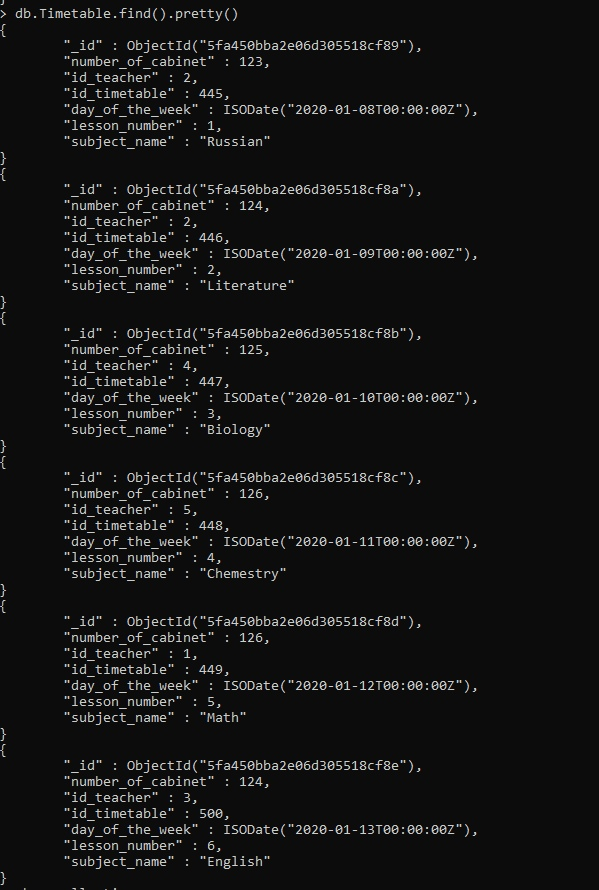 > db.Timetable.find().pretty()
{
"_id" : ObjectId("5fa450bba2e06d305518cf89"),
"number_of_cabinet" : 123,
"id_teacher" : 2,
"id_timetable" : 445,
"day_of_the_week" : ISODate("2020-01-08T00:00:00Z"),
"lesson_number" : 1,
"subject_name" : "Russian"
}
{
"_id" : ObjectId("5fa450bba2e06d305518cf8a"),
"number_of_cabinet" : 124,
"id_teacher" : 2,
"id_timetable" : 446,
"day_of_the_week" : ISODate("2020-01-09T00:00:00Z"),
"lesson_number" : 2,
"subject_name" : "Literature"
}
{
"_id" : ObjectId("5fa450bba2e06d305518cf8b"),
"number_of_cabinet" : 125,
"id_teacher" : 4,
"id_timetable" : 447,
"day_of_the_week" : ISODate("2020-01-10T00:00:00Z"),
"lesson_number" : 3,
"subject_name" : "Biology"
}
{
"_id" : ObjectId("5fa450bba2e06d305518cf8c"),
"number_of_cabinet" : 126,
"id_teacher" : 5,
"id_timetable" : 448,
"day_of_the_week" : ISODate("2020-01-11T00:00:00Z"),
"lesson_number" : 4,
"subject_name" : "Chemestry"
}
{
"_id" : ObjectId("5fa450bba2e06d305518cf8d"),
"number_of_cabinet" : 126,
"id_teacher" : 1,
"id_timetable" : 449,
"day_of_the_week" : ISODate("2020-01-12T00:00:00Z"),
"lesson_number" : 5,
"subject_name" : "Math"
}
{
"_id" : ObjectId("5fa450bba2e06d305518cf8e"),
"number_of_cabinet" : 124,
"id_teacher" : 3,
"id_timetable" : 500,
"day_of_the_week" : ISODate("2020-01-13T00:00:00Z"),
"lesson_number" : 6,
"subject_name" : "English"
}